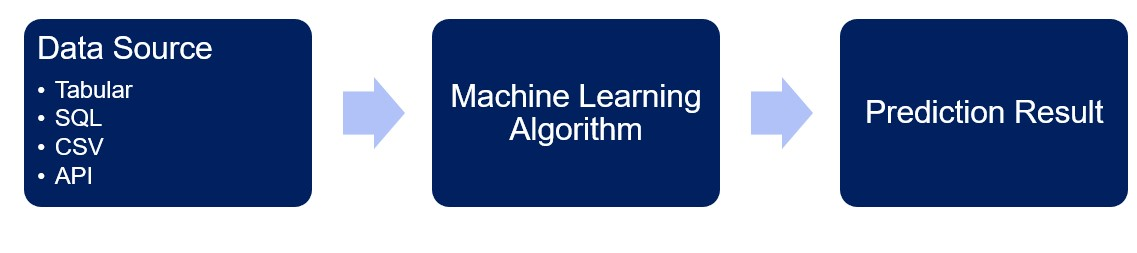 Data Source
• Tabular
• SQL
• CSV
• API
Machine Learning
Algorithm
Prediction Result